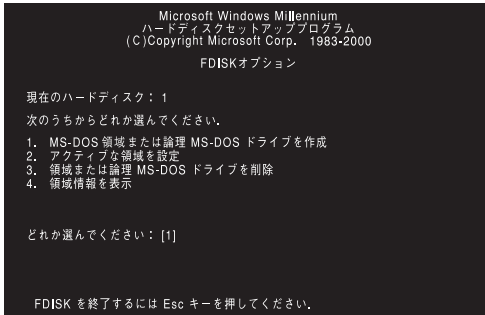 Microsoft Windows Millennium
ハードディスクセットアッププログラム
(C)Copyright Microsoft Corp. 1983-2000
FDISKオプション
現在のハードディスク: 1
次のうちからどれか選んでください.
1. MS-DOS 領域または論理 MS-DOS ドライブを作成
2. アクティブな領域を設定
3. 領域または論理 MS-DOS ドライブを削除
4. 領域情報を表示
どれか選んでください: [1]
FDISK を終了するには Esc キーを押してください.